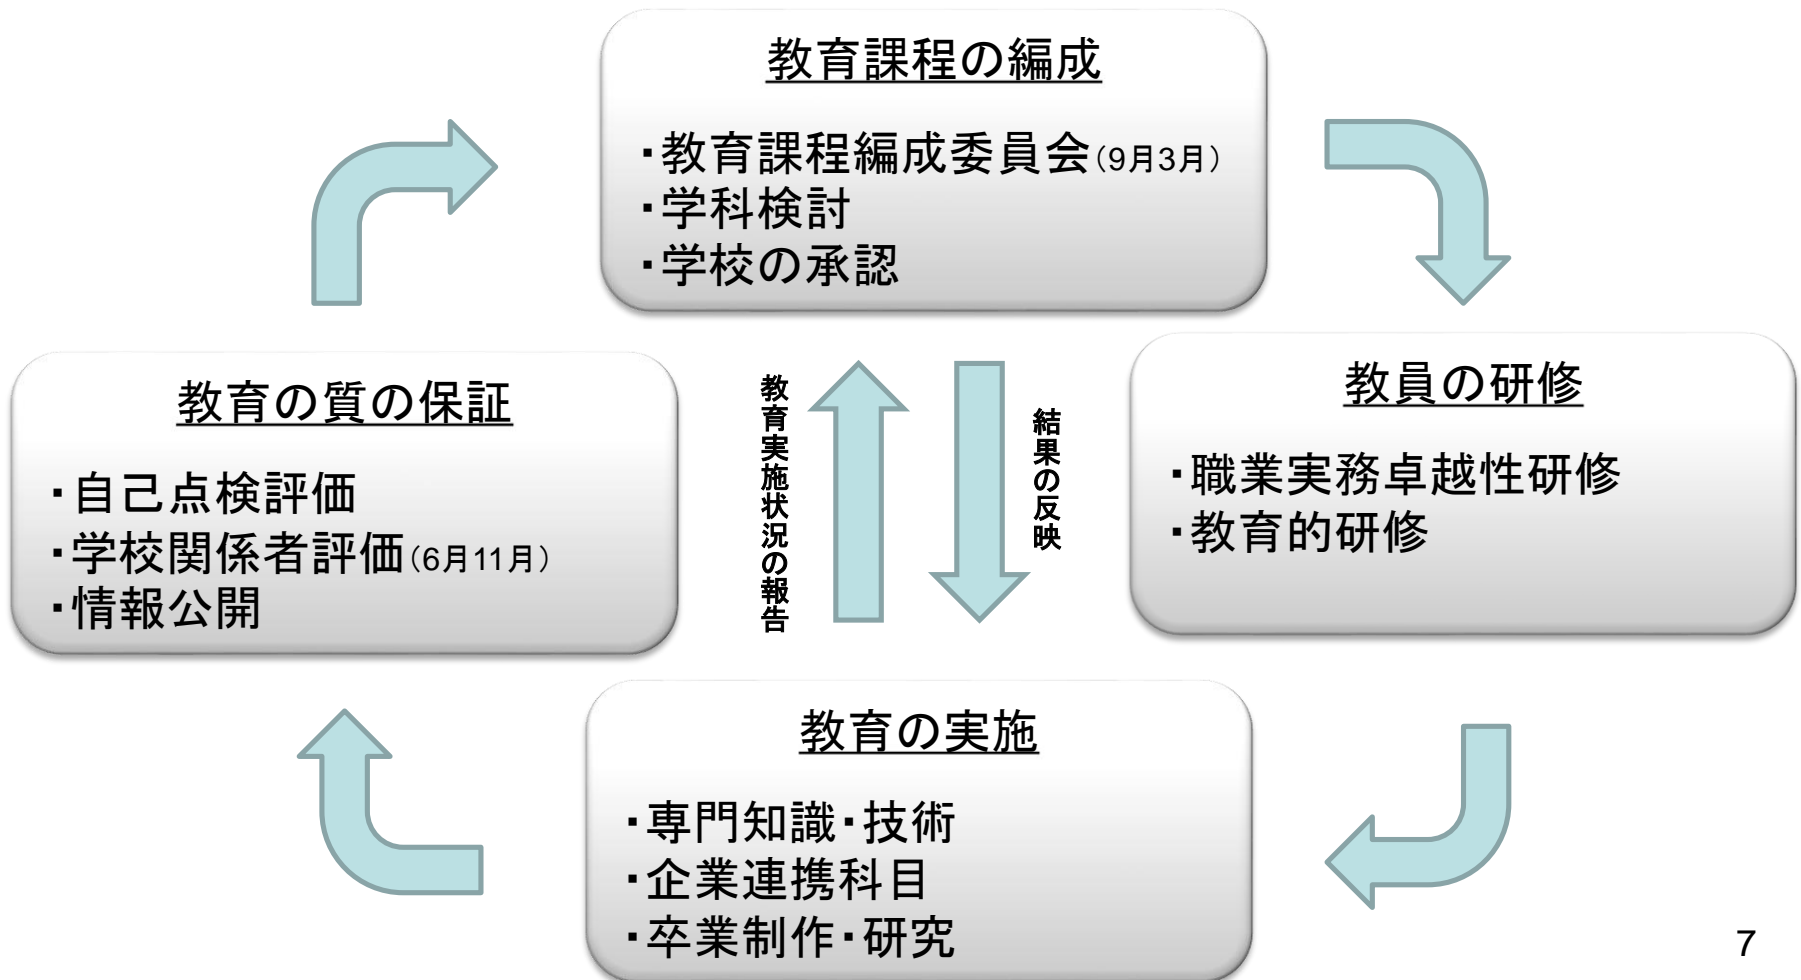 教育課程の編成
・教育課程編成委員会(9月3月)
・学科検討
・学校の承認
教育の質の保証
・自己点検評価
・学校関係者評価(6月11月)
・情報公開
教育実施状況の報告
結果の反映
教員の研修
・職業実務卓越性研修
・教育的研修
教育の実施
・専門知識・技術
・企業連携科目
・卒業制作・研究
7